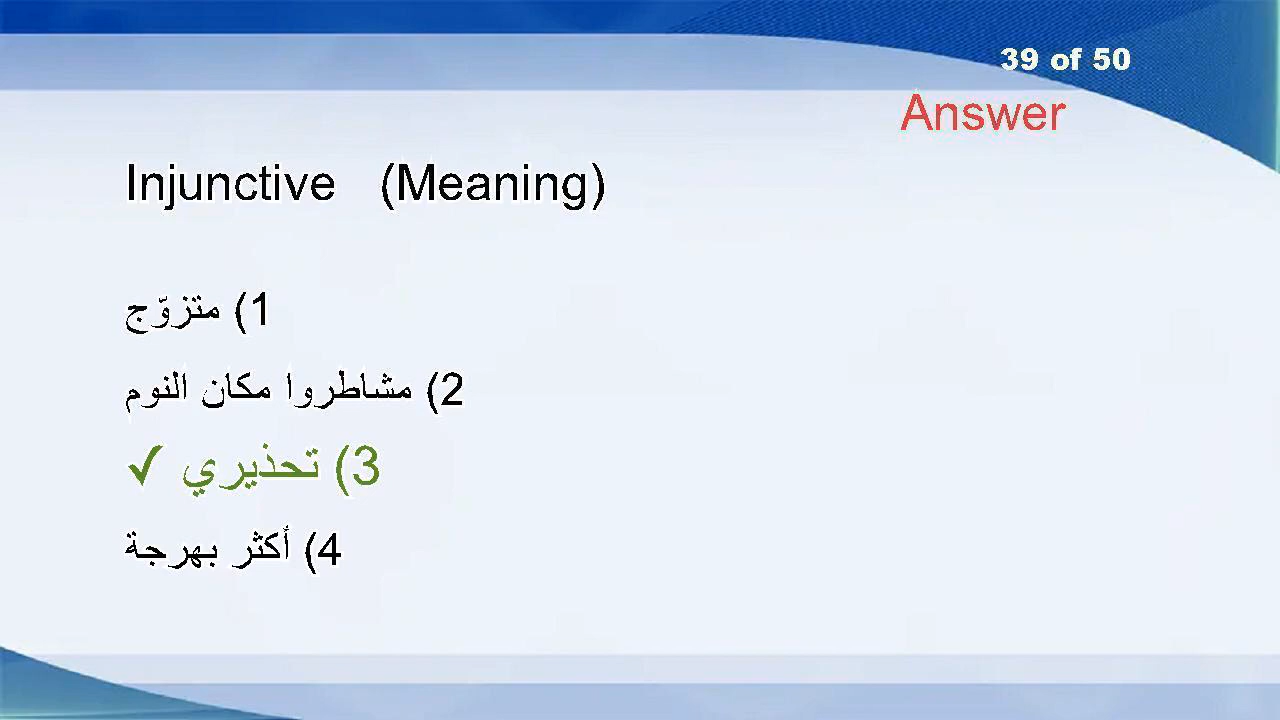 39 of 50
Answer
Injunctive (Meaning)
1) متزوّج
2) مشاطروا مكان النوم
3) تحذيري ✓
4) أكثر بهرجة